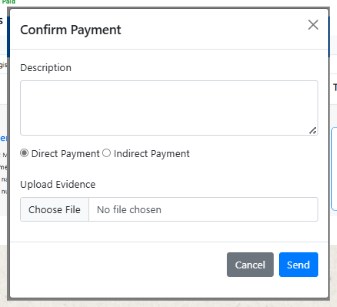 Paid
Confirm Payment
Description
Direct Payment Indirect Payment
Upload Evidence
Choose File No file chosen
Cancel Send